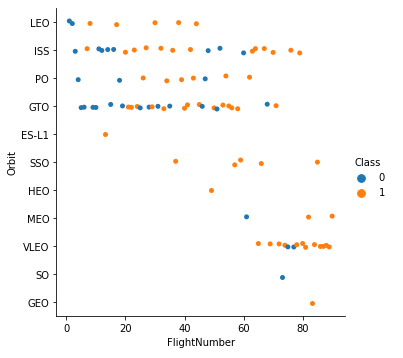 LEO
ISS
PO
GTO
ES-L1
SSO
HEO
MEO
VLEO
SO
GEO
Orbit
0 20 40 60 80
FlightNumber
Class
0
1